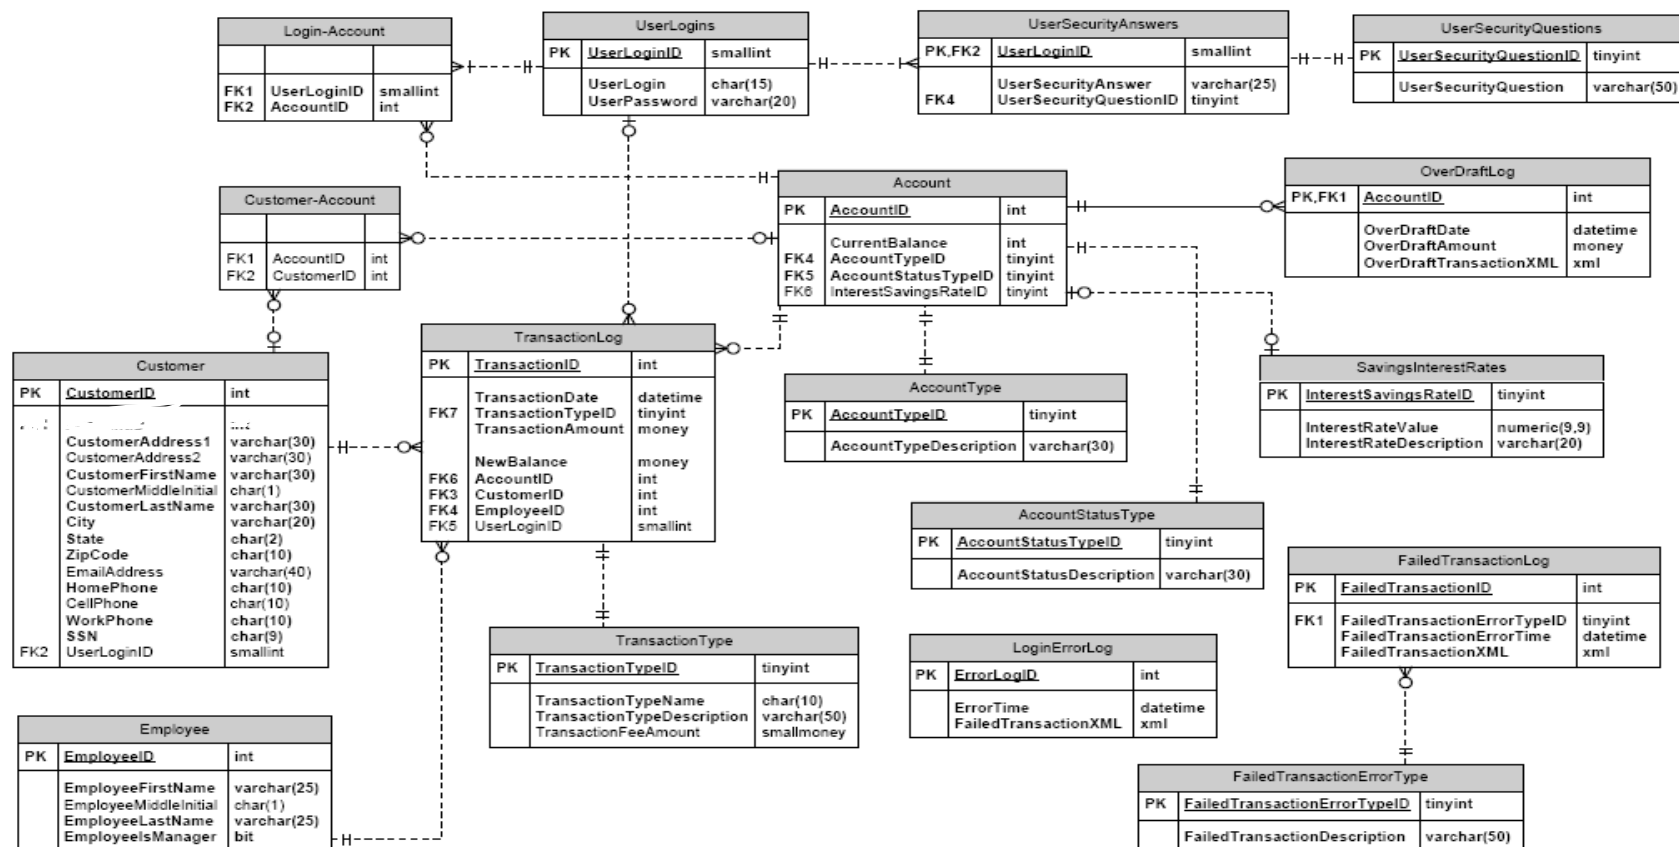 Login-Account
FK1 UserLoginID smallint
FK2 AccountID int
UserLogins
PK UserLoginID smallint
UserLogin char(15)
UserPassword varchar(20)
UserSecurityAnswers
PK,FK2 UserLoginID smallint
UserSecurityAnswer varchar(25)
FK4 UserSecurityQuestionID tinyint
UserSecurityQuestions
PK UserSecurityQuestionID tinyint
UserSecurityQuestion varchar(50)
Customer-Account
FK1 AccountID int
FK2 CustomerID int
Account
PK AccountID int
CurrentBalance int
FK4 AccountTypeID tinyint
FK5 AccountStatusTypeID tinyint
FK6 InterestSavingsRateID tinyint
OverDraftLog
PK,FK1 AccountID int
OverDraftDate datetime
OverDraftAmount money
OverDraftTransactionXML xml
Customer
PK CustomerID int
CustomerAddress1 varchar(30)
CustomerAddress2 varchar(30)
CustomerFirstName varchar(30)
CustomerMiddleInitial char(1)
CustomerLastName varchar(30)
City varchar(20)
State char(2)
ZipCode char(10)
EmailAddress varchar(40)
HomePhone char(10)
CellPhone char(10)
WorkPhone char(10)
SSN char(9)
FK2 UserLoginID smallint
TransactionLog
PK TransactionID int
TransactionDate datetime
FK7 TransactionTypeID tinyint
TransactionAmount money
NewBalance money
FK6 AccountID int
FK3 CustomerID int
FK4 EmployeeID int
FK5 UserLoginID smallint
AccountType
PK AccountTypeID tinyint
AccountTypeDescription varchar(30)
SavingsInterestRates
PK InterestSavingsRateID tinyint
InterestRateValue numeric(9,9)
InterestRateDescription varchar(20)
AccountStatusType
PK AccountStatusTypeID tinyint
AccountStatusDescription varchar(30)
FailedTransactionLog
PK FailedTransactionID int
FK1 FailedTransactionErrorTypeID tinyint
FailedTransactionErrorTime datetime
FailedTransactionXML xml
TransactionType
PK TransactionTypeID tinyint
TransactionTypeName char(10)
TransactionTypeDescription varchar(50)
TransactionFeeAmount smallmoney
LoginErrorLog
PK ErrorLogID int
ErrorTime datetime
FailedTransactionXML xml
Employee
PK EmployeeID int
EmployeeFirstName varchar(25)
EmployeeMiddleInitial char(1)
EmployeeLastName varchar(25)
EmployeeIsManager bit
FailedTransactionErrorType
PK FailedTransactionErrorTypeID tinyint
FailedTransactionDescription varchar(50)